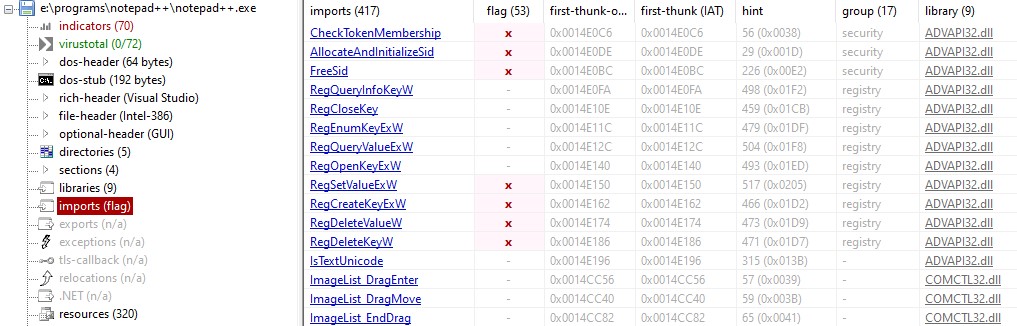 e:\programs\notepad++\notepad++.exe
indicators (70)
virustotal (0/72)
dos-header (64 bytes)
dos-stub (192 bytes)
rich-header (Visual Studio)
file-header (Intel-386)
optional-header (GUI)
directories (5)
sections (4)
libraries (9)
imports (flag)
exports (n/a)
exceptions (n/a)
tls-callback (n/a)
relocations (n/a)
.NET (n/a)
resources (320)
imports (417) flag (53) first-thunk-o... first-thunk (IAT) hint group (17) library (9)
CheckTokenMembership x 0x0014E0C6 0x0014E0C6 56 (0x0038) security ADVAPI32.dll
AllocateAndInitializeSid x 0x0014E0DE 0x0014E0DE 29 (0x001D) security ADVAPI32.dll
FreeSid x 0x0014E0BC 0x0014E0BC 226 (0x00E2) security ADVAPI32.dll
RegQueryInfoKeyW - 0x0014E0FA 0x0014E0FA 498 (0x01F2) registry ADVAPI32.dll
RegCloseKey - 0x0014E10E 0x0014E10E 459 (0x01CB) registry ADVAPI32.dll
RegEnumKeyExW - 0x0014E11C 0x0014E11C 479 (0x01DF) registry ADVAPI32.dll
RegQueryValueExW - 0x0014E12C 0x0014E12C 504 (0x01F8) registry ADVAPI32.dll
RegOpenKeyExW - 0x0014E140 0x0014E140 493 (0x01ED) registry ADVAPI32.dll
RegSetValueExW x 0x0014E150 0x0014E150 517 (0x0205) registry ADVAPI32.dll
RegCreateKeyExW x 0x0014E162 0x0014E162 466 (0x01D2) registry ADVAPI32.dll
RegDeleteValueW x 0x0014E174 0x0014E174 473 (0x01D9) registry ADVAPI32.dll
RegDeleteKeyW x 0x0014E186 0x0014E186 471 (0x01D7) registry ADVAPI32.dll
IsTextUnicode - 0x0014E196 0x0014E196 315 (0x013B) - ADVAPI32.dll
ImageList_DragEnter - 0x0014CC56 0x0014CC56 57 (0x0039) - COMCTL32.dll
ImageList_DragMove - 0x0014CC40 0x0014CC40 59 (0x003B) - COMCTL32.dll
ImageList_EndDrag - 0x0014CC82 0x0014CC82 65 (0x0041) - COMCTL32.dll